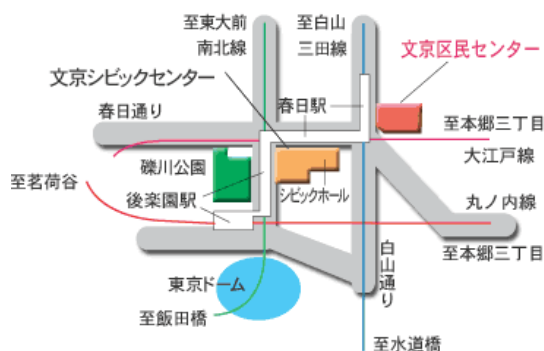 至東大前
南北線
至白山
三田線
文京区民センター
文京シビックセンター
春日通り
春日駅
至本郷三丁目
大江戸線
礫川公園
至茗荷谷
後楽園駅
シビックホール
丸ノ内線
至本郷三丁目
白山通り
東京ドーム
至飯田橋
至水道橋